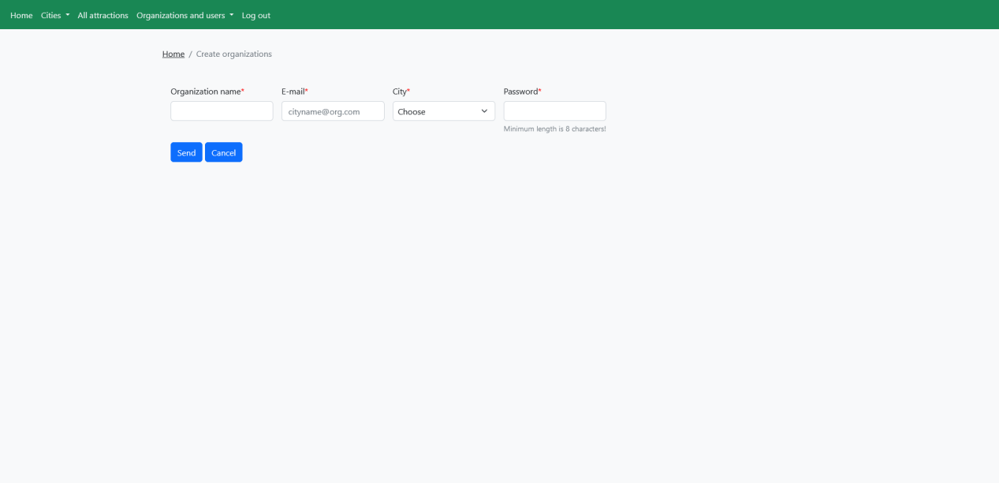 Home Cities All attractions Organizations and users Log out
Home / Create organizations
Organization name* E-mail* City* Password*
cityname@org.com Choose
Minimum length is 8 characters!
Send Cancel